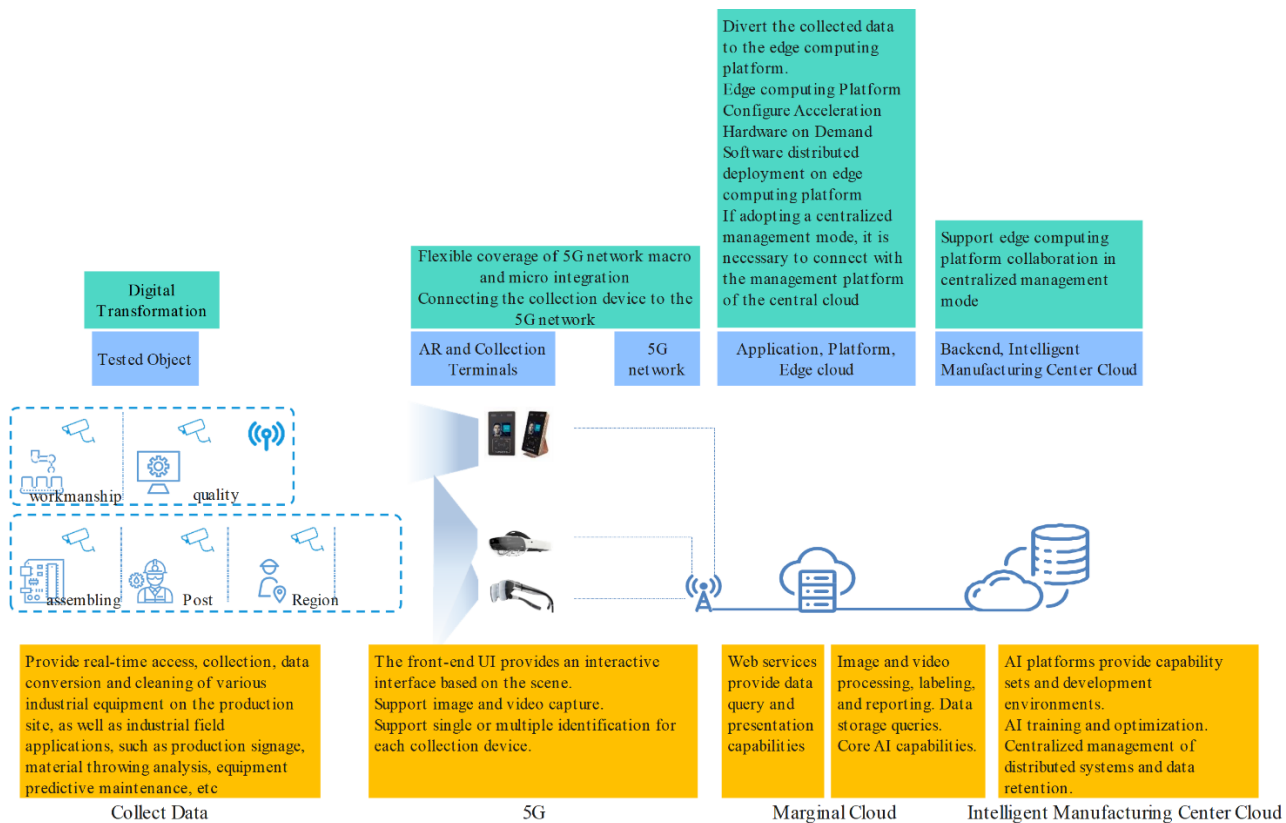 Divert the collected data
to the edge computing
platform.
Edge computing Platform
Configure Acceleration
Hardware on Demand
Software distributed
deployment on edge
computing platform
If adopting a centralized
management mode, it is
necessary to connect with
the management platform
of the central cloud
Support edge computing
platform collaboration in
centralized management
mode
Flexible coverage of 5G network macro
and micro integration
Connecting the collection device to the
5G network
Digital
Transformation
Tested Object
AR and Collection
Terminals
5G
network
Application, Platform,
Edge cloud
Backend, Intelligent
Manufacturing Center Cloud
workmanship
quality
assembling
Post
Region
Provide real-time access, collection, data
conversion and cleaning of various
industrial equipment on the production
site, as well as industrial field
applications, such as production signage,
material throwing analysis, equipment
predictive maintenance, etc
The front-end UI provides an interactive
interface based on the scene.
Support image and video capture.
Support single or multiple identification for
each collection device.
Web services
provide data
query and
presentation
capabilities
Image and video
processing, labeling,
and reporting. Data
storage queries.
Core AI capabilities.
AI platforms provide capability
sets and development
environments.
AI training and optimization.
Centralized management of
distributed systems and data
retention.
Collect Data
5G
Marginal Cloud
Intelligent Manufacturing Center Cloud